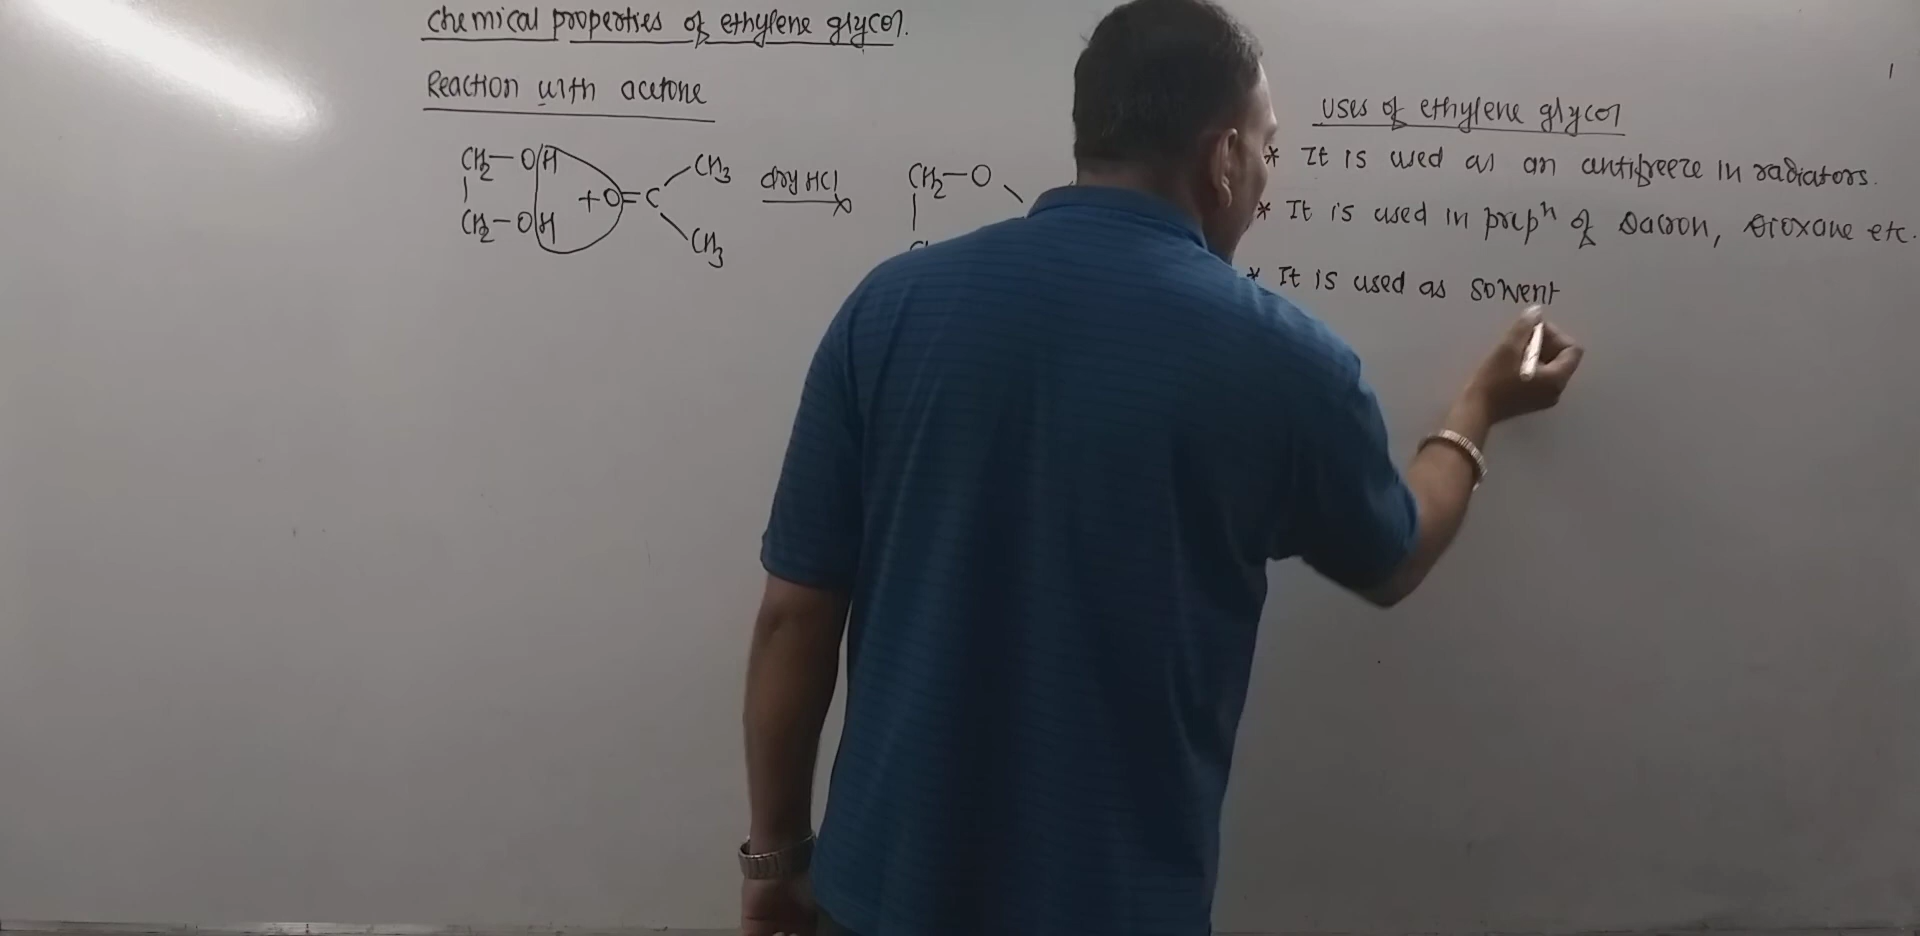 Chemical properties of ethylene glycol.
Reaction with acetone
CH2—OH
CH2—OH
+ O=C
CH3
CH3
dry HCl
CH2—O
1
Uses of ethylene glycol
* It is used as an antifreeze in radiators.
* It is used in prepn of Dacron, Dioxane etc.
* It is used as solvent